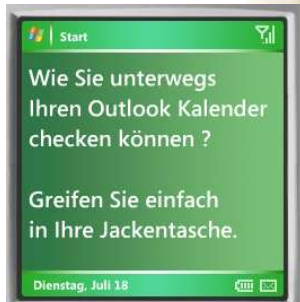 Start
Wie Sie unterwegs
Ihren Outlook Kalender
checken können ?
Greifen Sie einfach
in Ihre Jackentasche.
Dienstag, Juli 18